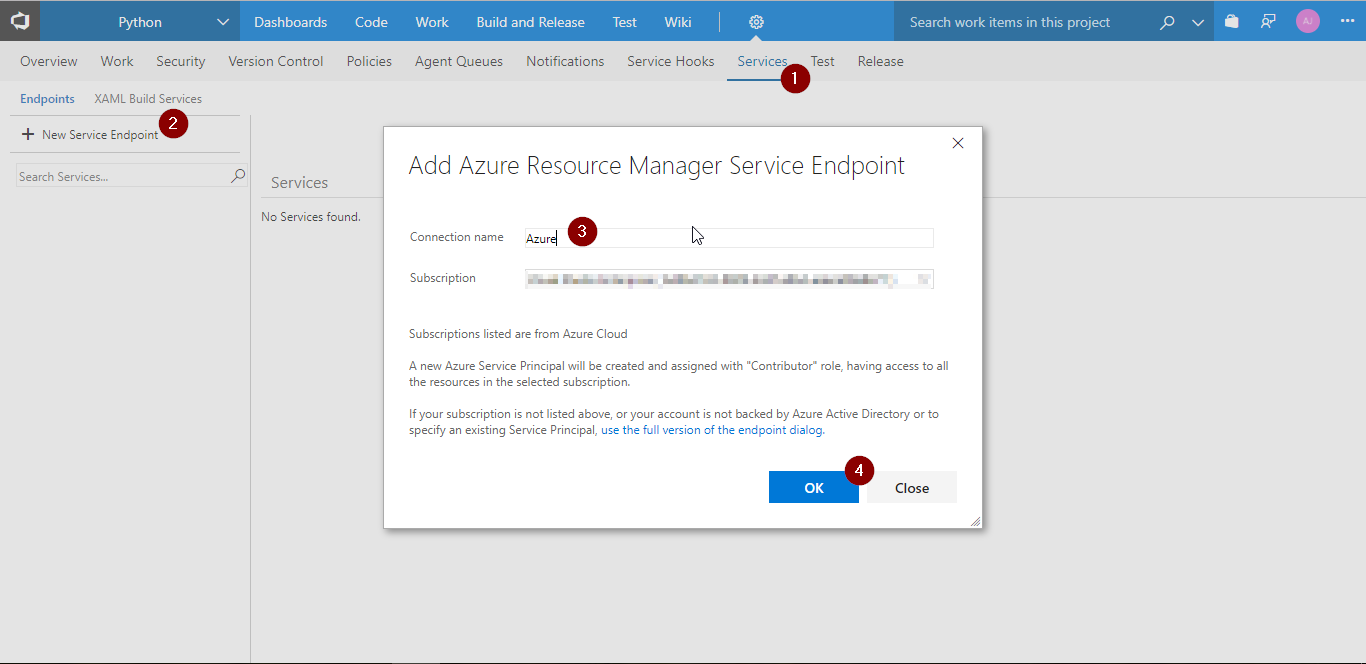 Python
Dashboards Code Work Build and Release Test Wiki
Search work items in this project
AJ
Overview Work Security Version Control Policies Agent Queues Notifications Service Hooks Services Test Release
1
Endpoints XAML Build Services
2
New Service Endpoint
Search Services...
Services
No Services found.
Add Azure Resource Manager Service Endpoint
Connection name Azure
3
Subscription
Subscriptions listed are from Azure Cloud
A new Azure Service Principal will be created and assigned with "Contributor" role, having access to all
the resources in the selected subscription.
If your subscription is not listed above, or your account is not backed by Azure Active Directory or to
specify an existing Service Principal, use the full version of the endpoint dialog.
4
OK Close